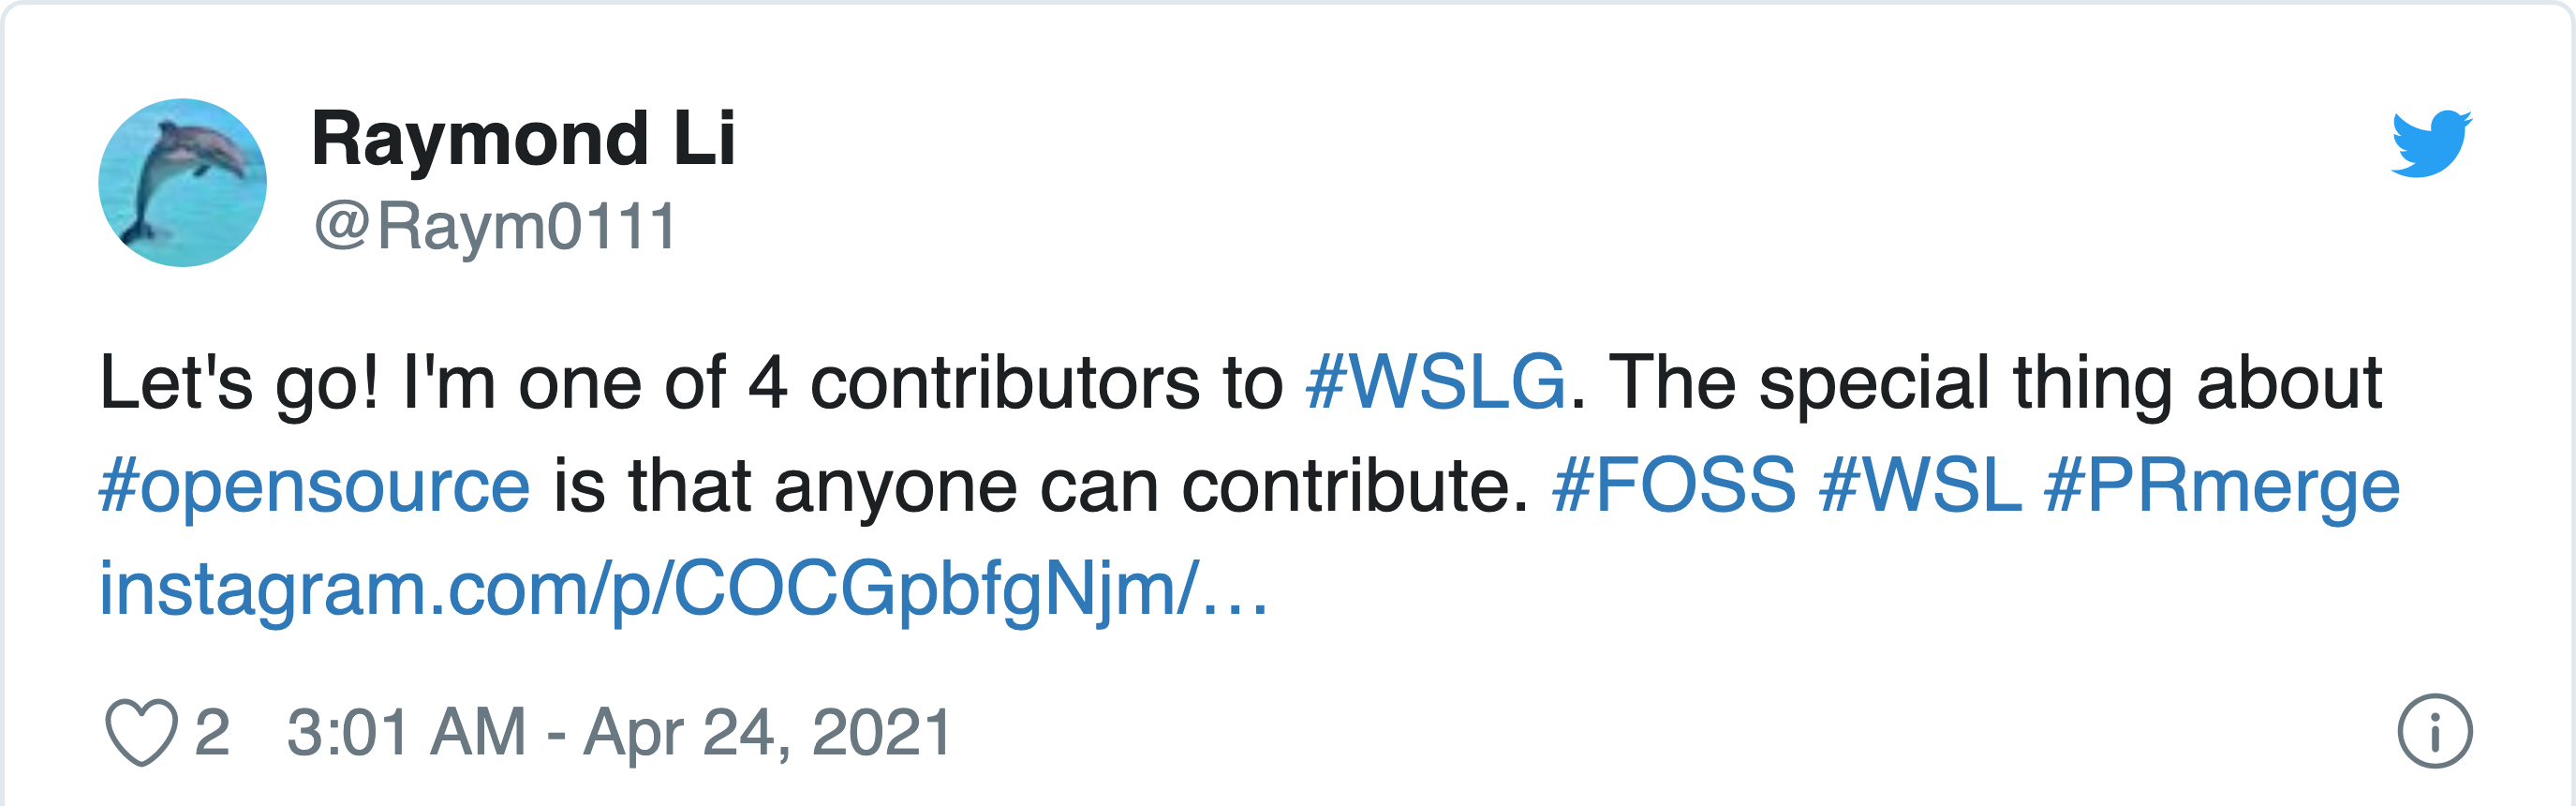 Raymond Li
@Raym0111
Let's go! I'm one of 4 contributors to #WSLG. The special thing about
#opensource is that anyone can contribute. #FOSS #WSL #PRmerge
instagram.com/p/COCGpbfgNjm/…
2 3:01 AM - Apr 24, 2021